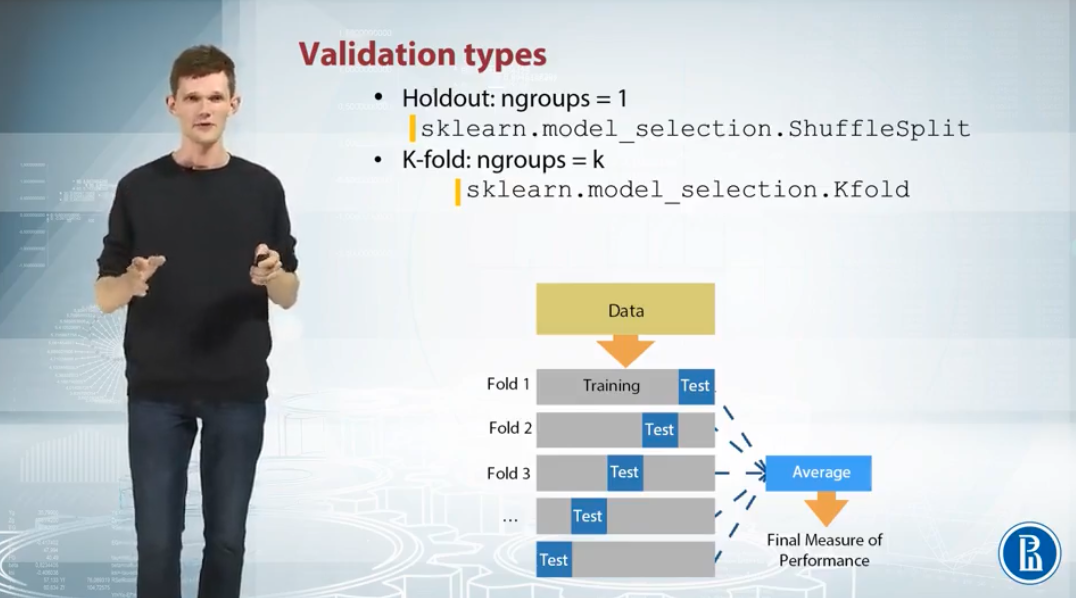 Validation types
• Holdout: ngroups = 1
sklearn.model_selection.ShuffleSplit
• K-fold: ngroups = k
sklearn.model_selection.Kfold
Data
Fold 1 Training Test
Fold 2 Test
Fold 3 Test
Average
... Test
Test
Final Measure of
Performance